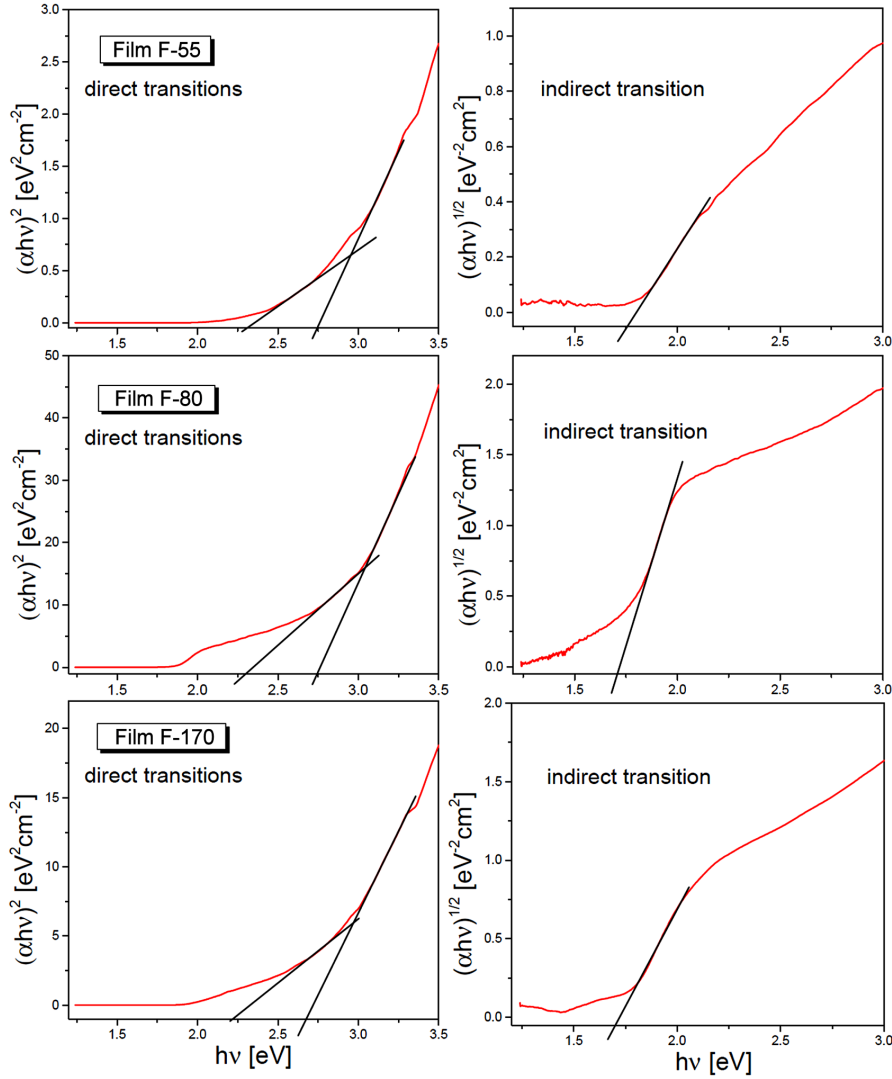 Film F-55
direct transitions
(αhν)² [eV²cm⁻²]
2.5
2.0
1.5
1.0
0.5
0.0
1.5 2.0 2.5 3.0 3.5
indirect transition
(αhν)¹/² [eV⁻²cm²]
1.0
0.8
0.6
0.4
0.2
0.0
1.5 2.0 2.5 3.0
Film F-80
direct transitions
(αhν)² [eV²cm⁻²]
50
40
30
20
10
0
1.5 2.0 2.5 3.0 3.5
indirect transition
(αhν)¹/² [eV⁻²cm²]
2.0
1.5
1.0
0.5
0.0
1.5 2.0 2.5 3.0
Film F-170
direct transitions
(αhν)² [eV²cm⁻²]
20
15
10
5
0
1.5 2.0 2.5 3.0 3.5
hν [eV]
indirect transition
(αhν)¹/² [eV⁻²cm²]
2.0
1.5
1.0
0.5
0.0
1.5 2.0 2.5 3.0
hν [eV]